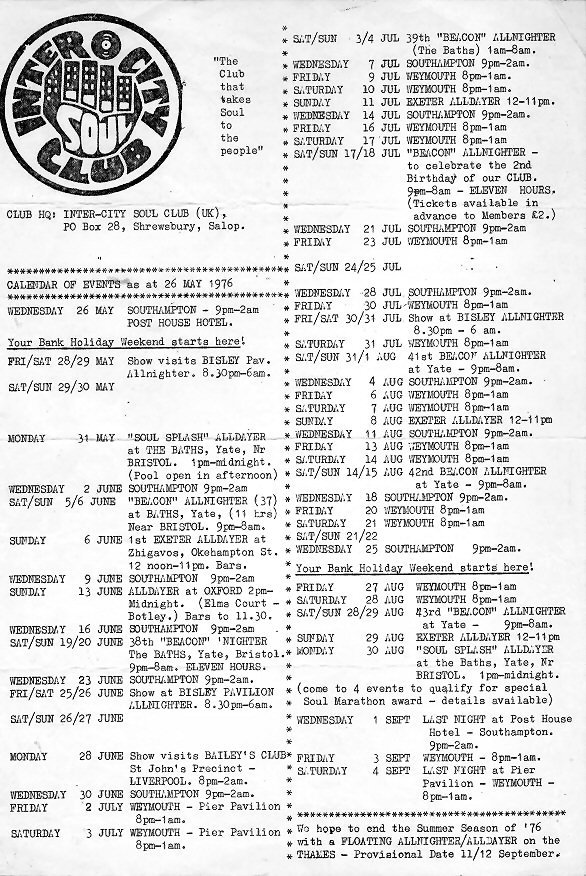 INTER CITY
SOUL
CLUB
"The
Club
that
takes
Soul
to
the
people"
CLUB HQ: INTER-CITY SOUL CLUB (UK),
PO Box 28, Shrewsbury, Salop.
CALENDAR OF EVENTS as at 26 MAY 1976
WEDNESDAY 26 MAY SOUTHAMPTON - 9pm-2am
POST HOUSE HOTEL.
Your Bank Holiday Weekend starts here!
FRI/SAT 28/29 MAY Show visits BISLEY Pav.
Allnighter. 8.30pm-6am.
SAT/SUN 29/30 MAY
MONDAY 31 MAY "SOUL SPLASH" ALLDAYER
at THE BATHS, Yate, Nr
BRISTOL. 1pm-midnight.
(Pool open in afternoon)
WEDNESDAY 2 JUNE SOUTHAMPTON 9pm-2am
SAT/SUN 5/6 JUNE "BEACON" ALLNIGHTER (37)
at BATHS, Yate, (11 hrs)
Near BRISTOL. 9pm-8am.
SUNDAY 6 JUNE 1st EXETER ALLDAYER at
Zhigavos, Okehampton St.
12 noon-11pm. Bars.
WEDNESDAY 9 JUNE SOUTHAMPTON 9pm-2am
SUNDAY 13 JUNE ALLDAYER at OXFORD 2pm-
Midnight. (Elms Court -
Botley.) Bars to 11.30.
WEDNESDAY 16 JUNE SOUTHAMPTON 9pm-2am
SAT/SUN 19/20 JUNE 38th "BEACON" 'NIGHTER
The BATHS, Yate, Bristol.
9pm-8am. ELEVEN HOURS.
WEDNESDAY 23 JUNE SOUTHAMPTON 9pm-2am.
FRI/SAT 25/26 JUNE Show at BISLEY PAVILION
ALLNIGHTER. 8.30pm-6am.
SAT/SUN 26/27 JUNE
MONDAY 28 JUNE Show visits BAILEY'S CLUB
St John's Precinct -
LIVERPOOL. 8pm-2am.
WEDNESDAY 30 JUNE SOUTHAMPTON 9pm-2am.
FRIDAY 2 JULY WEYMOUTH - Pier Pavilion
8pm-1am.
SATURDAY 3 JULY WEYMOUTH - Pier Pavilion
8pm-1am.
SAT/SUN 3/4 JUL 39th "BEACON" ALLNIGHTER
(The Baths) 1am-8am.
WEDNESDAY 7 JUL SOUTHAMPTON 9pm-2am.
FRIDAY 9 JUL WEYMOUTH 8pm-1am.
SATURDAY 10 JUL WEYMOUTH 8pm-1am.
SUNDAY 11 JUL EXETER ALLDAYER 12-11pm.
WEDNESDAY 14 JUL SOUTHAMPTON 9pm-2am.
FRIDAY 16 JUL WEYMOUTH 8pm-1am
SATURDAY 17 JUL WEYMOUTH 8pm-1am
SAT/SUN 17/18 JUL "BEACON" ALLNIGHTER -
to celebrate the 2nd
Birthday of our CLUB.
9pm-8am - ELEVEN HOURS.
(Tickets available in
advance to Members £2.)
WEDNESDAY 21 JUL SOUTHAMPTON 9pm-2am
FRIDAY 23 JUL WEYMOUTH 8pm-1am
SAT/SUN 24/25 JUL
WEDNESDAY 28 JUL SOUTHAMPTON 9pm-2am.
FRIDAY 30 JUL WEYMOUTH 8pm-1am
FRI/SAT 30/31 JUL Show at BISLEY ALLNIGHTER
8.30pm - 6 am.
SATURDAY 31 JUL WEYMOUTH 8pm-1am
SAT/SUN 31/1 AUG 41st BEACON ALLNIGHTER
at Yate - 9pm-8am.
WEDNESDAY 4 AUG SOUTHAMPTON 9pm-2am.
FRIDAY 6 AUG WEYMOUTH 8pm-1am
SATURDAY 7 AUG WEYMOUTH 8pm-1am
SUNDAY 8 AUG EXETER ALLDAYER 12-11pm
WEDNESDAY 11 AUG SOUTHAMPTON 9pm-2am.
FRIDAY 13 AUG WEYMOUTH 8pm-1am
SATURDAY 14 AUG WEYMOUTH 8pm-1am
SAT/SUN 14/15 AUG 42nd BEACON ALLNIGHTER
at Yate - 9pm-8am.
WEDNESDAY 18 AUG SOUTHAMPTON 9pm-2am.
FRIDAY 20 AUG WEYMOUTH 8pm-1am
SATURDAY 21 AUG WEYMOUTH 8pm-1am
SAT/SUN 21/22
WEDNESDAY 25 AUG SOUTHAMPTON 9pm-2am.
Your Bank Holiday Weekend starts here!
FRIDAY 27 AUG WEYMOUTH 8pm-1am
SATURDAY 28 AUG WEYMOUTH 8pm-1am
SAT/SUN 28/29 AUG 43rd "BEACON" ALLNIGHTER
at Yate - 9pm-8am.
SUNDAY 29 AUG EXETER ALLDAYER 12-11pm
MONDAY 30 AUG "SOUL SPLASH" ALLDAYER
at the Baths, Yate, Nr
BRISTOL. 1pm-midnight.
(come to 4 events to qualify for special
Soul Marathon award - details available)
WEDNESDAY 1 SEPT LAST NIGHT at Post House
Hotel - Southampton.
9pm-2am.
FRIDAY 3 SEPT WEYMOUTH - 8pm-1am.
SATURDAY 4 SEPT LAST NIGHT at Pier
Pavilion - WEYMOUTH -
8pm-1am.
We hope to end the Summer Season of '76
with a FLOATING ALLNIGHTER/ALLDAYER on the
THAMES - Provisional Date 11/12 September.